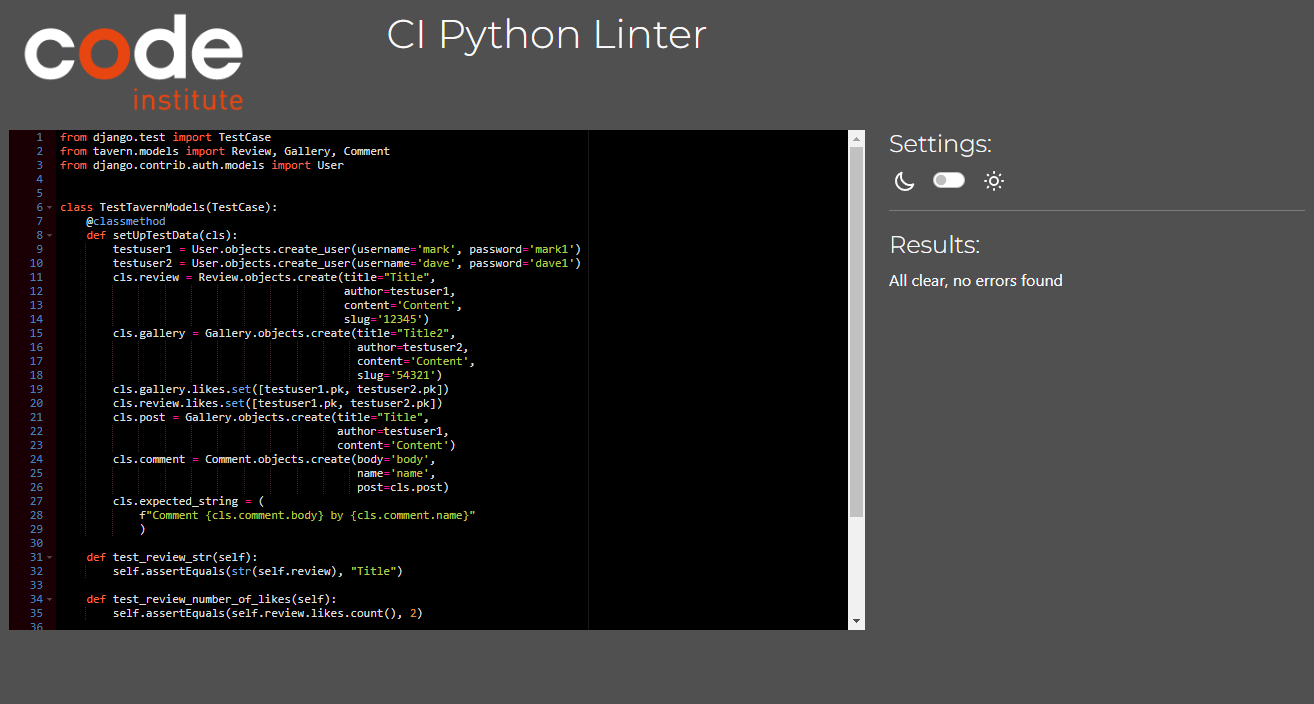 code
institute
CI Python Linter
1 from django.test import TestCase
2 from tavern.models import Review, Gallery, Comment
3 from django.contrib.auth.models import User
4
5
6 class TestTavernModels(TestCase):
7     @classmethod
8     def setUpTestData(cls):
9         testuser1 = User.objects.create_user(username='mark', password='mark1')
10         testuser2 = User.objects.create_user(username='dave', password='dave1')
11         cls.review = Review.objects.create(title="Title",
12                                            author=testuser1,
13                                            content='Content',
14                                            slug='12345')
15         cls.gallery = Gallery.objects.create(title="Title2",
16                                              author=testuser2,
17                                              content='Content',
18                                              slug='54321')
19         cls.gallery.likes.set([testuser1.pk, testuser2.pk])
20         cls.review.likes.set([testuser1.pk, testuser2.pk])
21         cls.post = Gallery.objects.create(title="Title",
22                                           author=testuser1,
23                                           content='Content')
24         cls.comment = Comment.objects.create(body='body',
25                                              name='name',
26                                              post=cls.post)
27         cls.expected_string = (
28             f"Comment {cls.comment.body} by {cls.comment.name}"
29             )
30
31     def test_review_str(self):
32         self.assertEquals(str(self.review), "Title")
33
34     def test_review_number_of_likes(self):
35         self.assertEquals(self.review.likes.count(), 2)
36
Settings:
Results:
All clear, no errors found